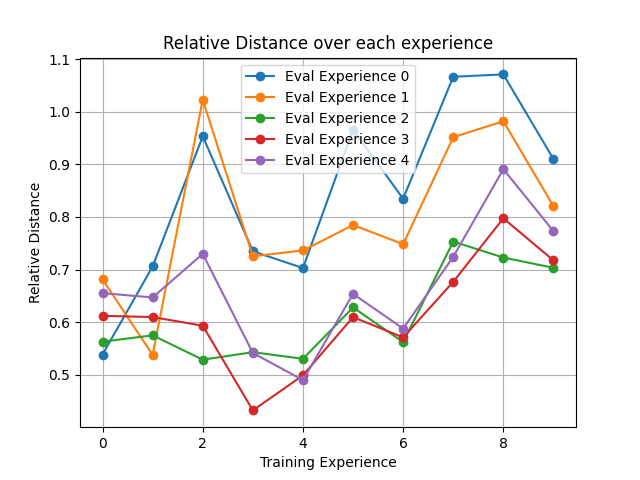 Relative Distance over each experience
Eval Experience 0
Eval Experience 1
Eval Experience 2
Eval Experience 3
Eval Experience 4
Relative Distance
1.1
1.0
0.9
0.8
0.7
0.6
0.5
0 2 4 6 8
Training Experience